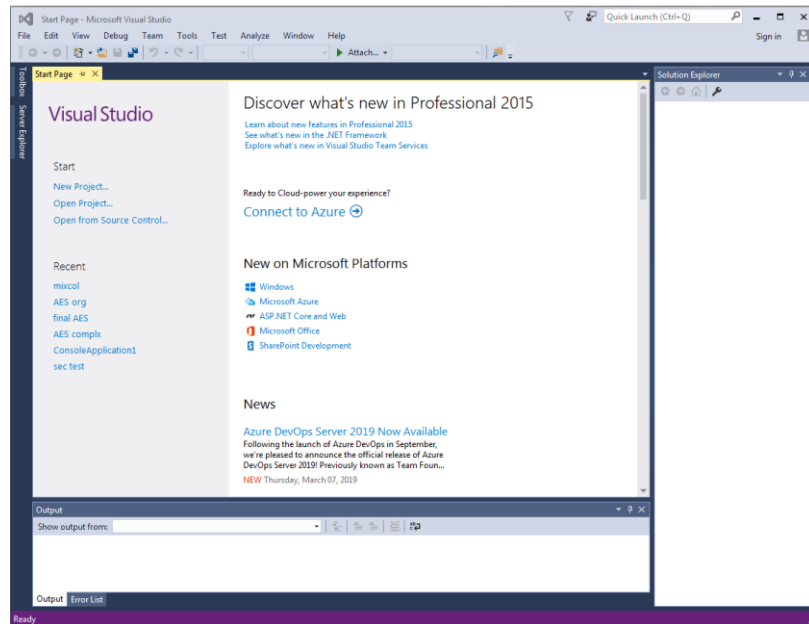 Start Page - Microsoft Visual Studio
Quick Launch (Ctrl+Q)
File Edit View Debug Team Tools Test Analyze Window Help
Sign in
Attach...
Toolbox
Server Explorer
Start Page
Visual Studio
Start
New Project...
Open Project...
Open from Source Control...
Recent
mixcol
AES org
final AES
AES complx
ConsoleApplication1
sec test
Discover what's new in Professional 2015
Learn about new features in Professional 2015
See what's new in the .NET Framework
Explore what's new in Visual Studio Team Services
Ready to Cloud-power your experience?
Connect to Azure
New on Microsoft Platforms
Windows
Microsoft Azure
ASP.NET Core and Web
Microsoft Office
SharePoint Development
News
Azure DevOps Server 2019 Now Available
Following the launch of Azure DevOps in September,
we're pleased to announce the official release of Azure
DevOps Server 2019! Previously known as Team Foun...
NEW Thursday, March 07, 2019
Solution Explorer
Output
Show output from:
Output Error List
Ready